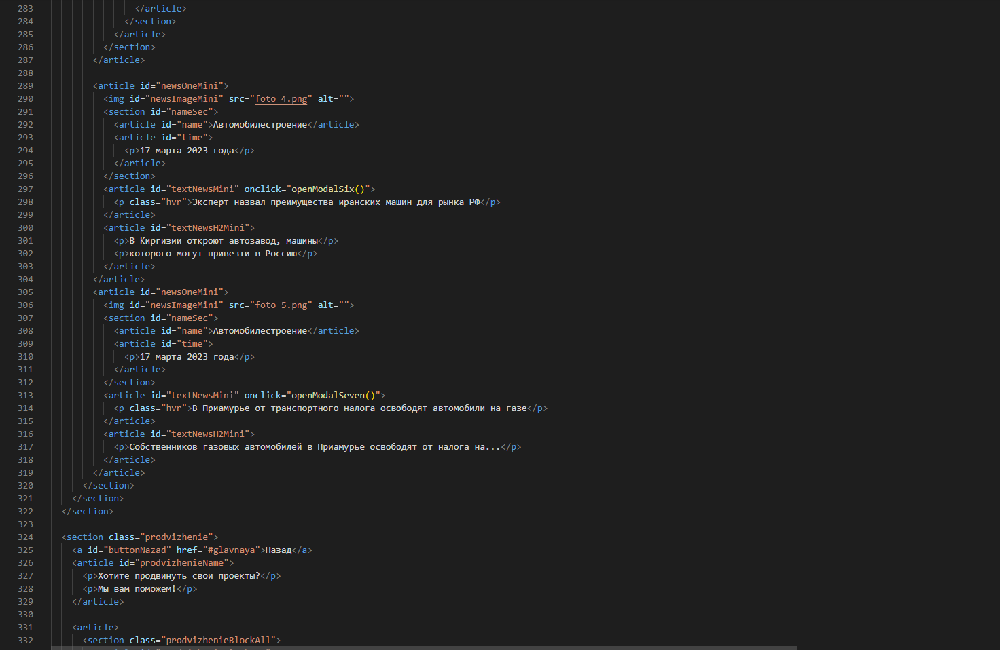 283 </article>
284 </section>
285 </article>
286 </section>
287 </article>
288
289 <article id="newsOneMini">
290 <img id="newsImageMini" src="foto 4.png" alt="">
291 <section id="nameSec">
292 <article id="name">Автомобилестроение</article>
293 <article id="time">
294 <p>17 марта 2023 года</p>
295 </article>
296 </section>
297 <article id="textNewsMini" onclick="openModalSix()">
298 <p class="hvr">Эксперт назвал преимущества иранских машин для рынка РФ</p>
299 </article>
300 <article id="textNewsH2Mini">
301 <p>В Киргизии откроют автозавод, машины</p>
302 <p>которого могут привезти в Россию</p>
303 </article>
304 </article>
305 <article id="newsOneMini">
306 <img id="newsImageMini" src="foto 5.png" alt="">
307 <section id="nameSec">
308 <article id="name">Автомобилестроение</article>
309 <article id="time">
310 <p>17 марта 2023 года</p>
311 </article>
312 </section>
313 <article id="textNewsMini" onclick="openModalSeven()">
314 <p class="hvr">В Приамурье от транспортного налога освободят автомобили на газе</p>
315 </article>
316 <article id="textNewsH2Mini">
317 <p>Собственников газовых автомобилей в Приамурье освободят от налога на...</p>
318 </article>
319 </article>
320 </section>
321 </section>
322 </section>
323
324 <section class="prodvizhenie">
325 <a id="buttonNazad" href="#glavnaya">Назад</a>
326 <article id="prodvizhenieName">
327 <p>Хотите продвинуть свои проекты?</p>
328 <p>Мы вам поможем!</p>
329 </article>
330
331 <article>
332 <section class="prodvizhenieBlockAll">